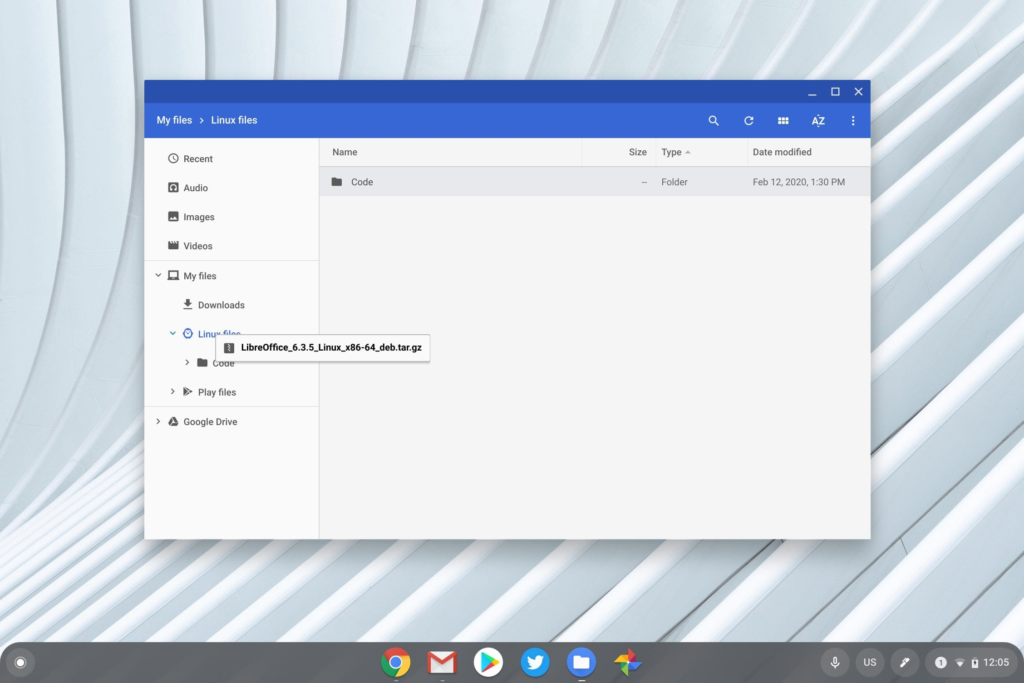 My files > Linux files
AZ
Name Size Type Date modified
Recent
Code -- Folder Feb 12, 2020, 1:30 PM
Audio
Images
Videos
My files
Downloads
Linux files
LibreOffice_6.3.5_Linux_x86-64_deb.tar.gz
Code
Play files
Google Drive
US 1 12:05